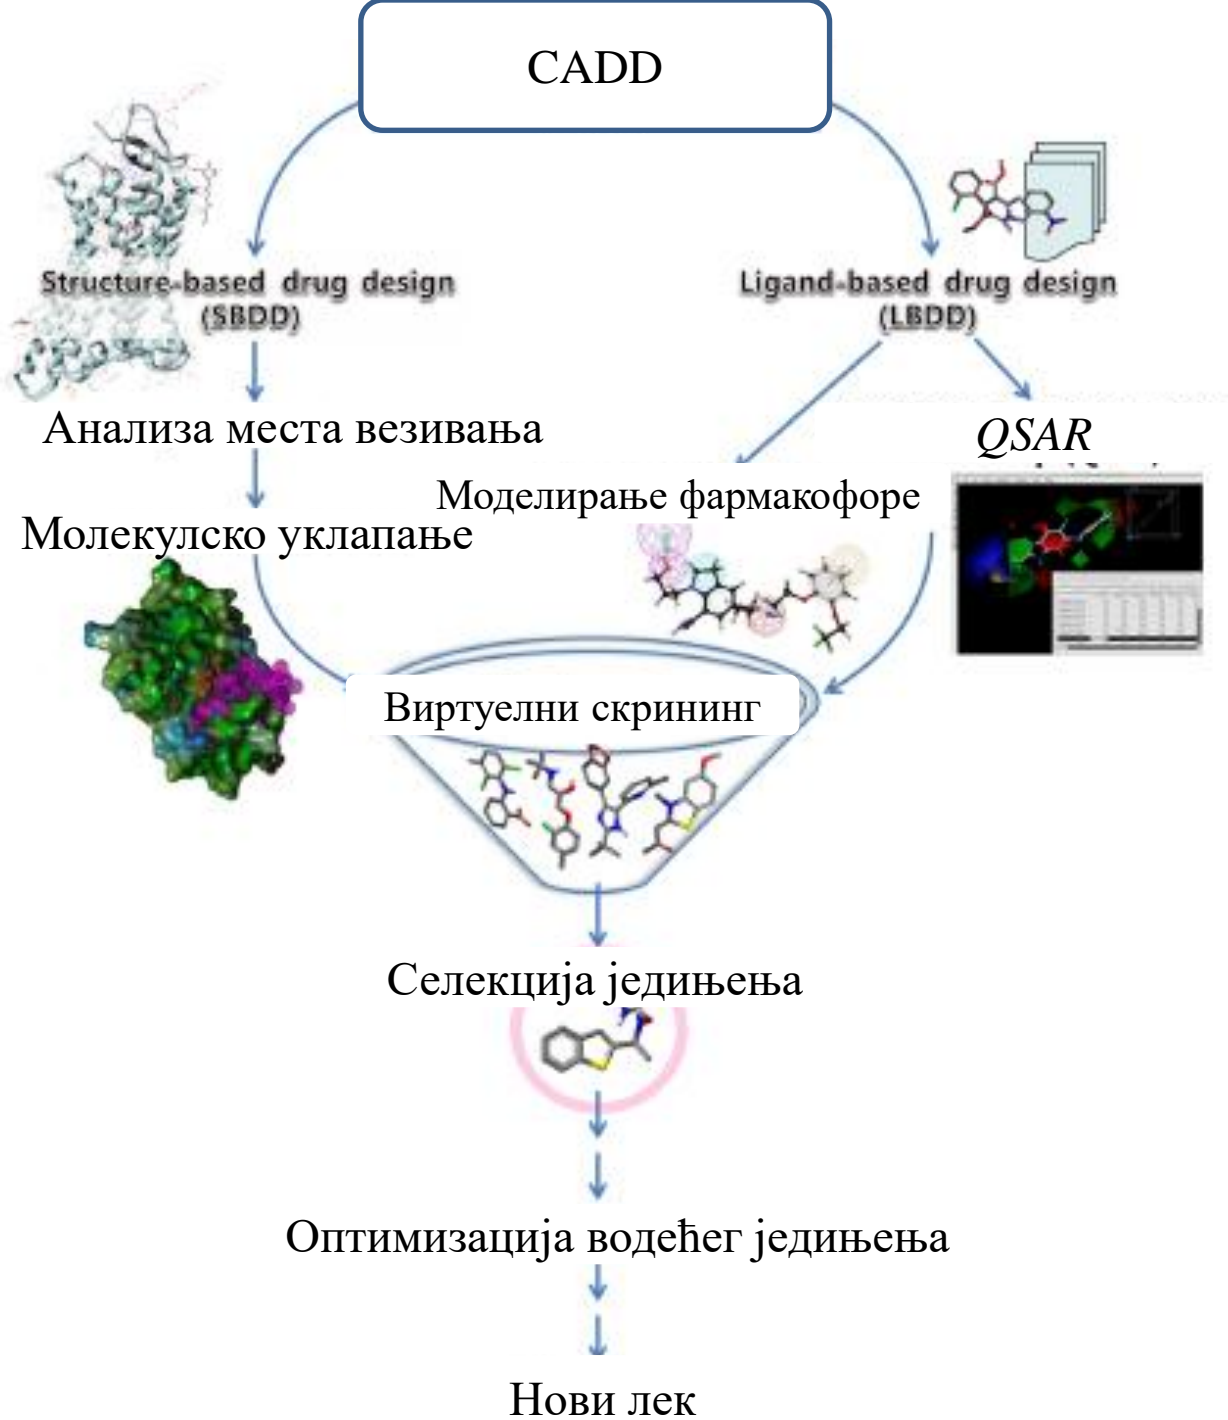 CADD
Structure-based drug design
(SBDD)
Ligand-based drug design
(LBDD)
Анализа места везивања
QSAR
Моделирање фармакофоре
Молекулско уклапање
Виртуелни скрининг
Селекција једињења
Оптимизација водећег једињења
Нови лек